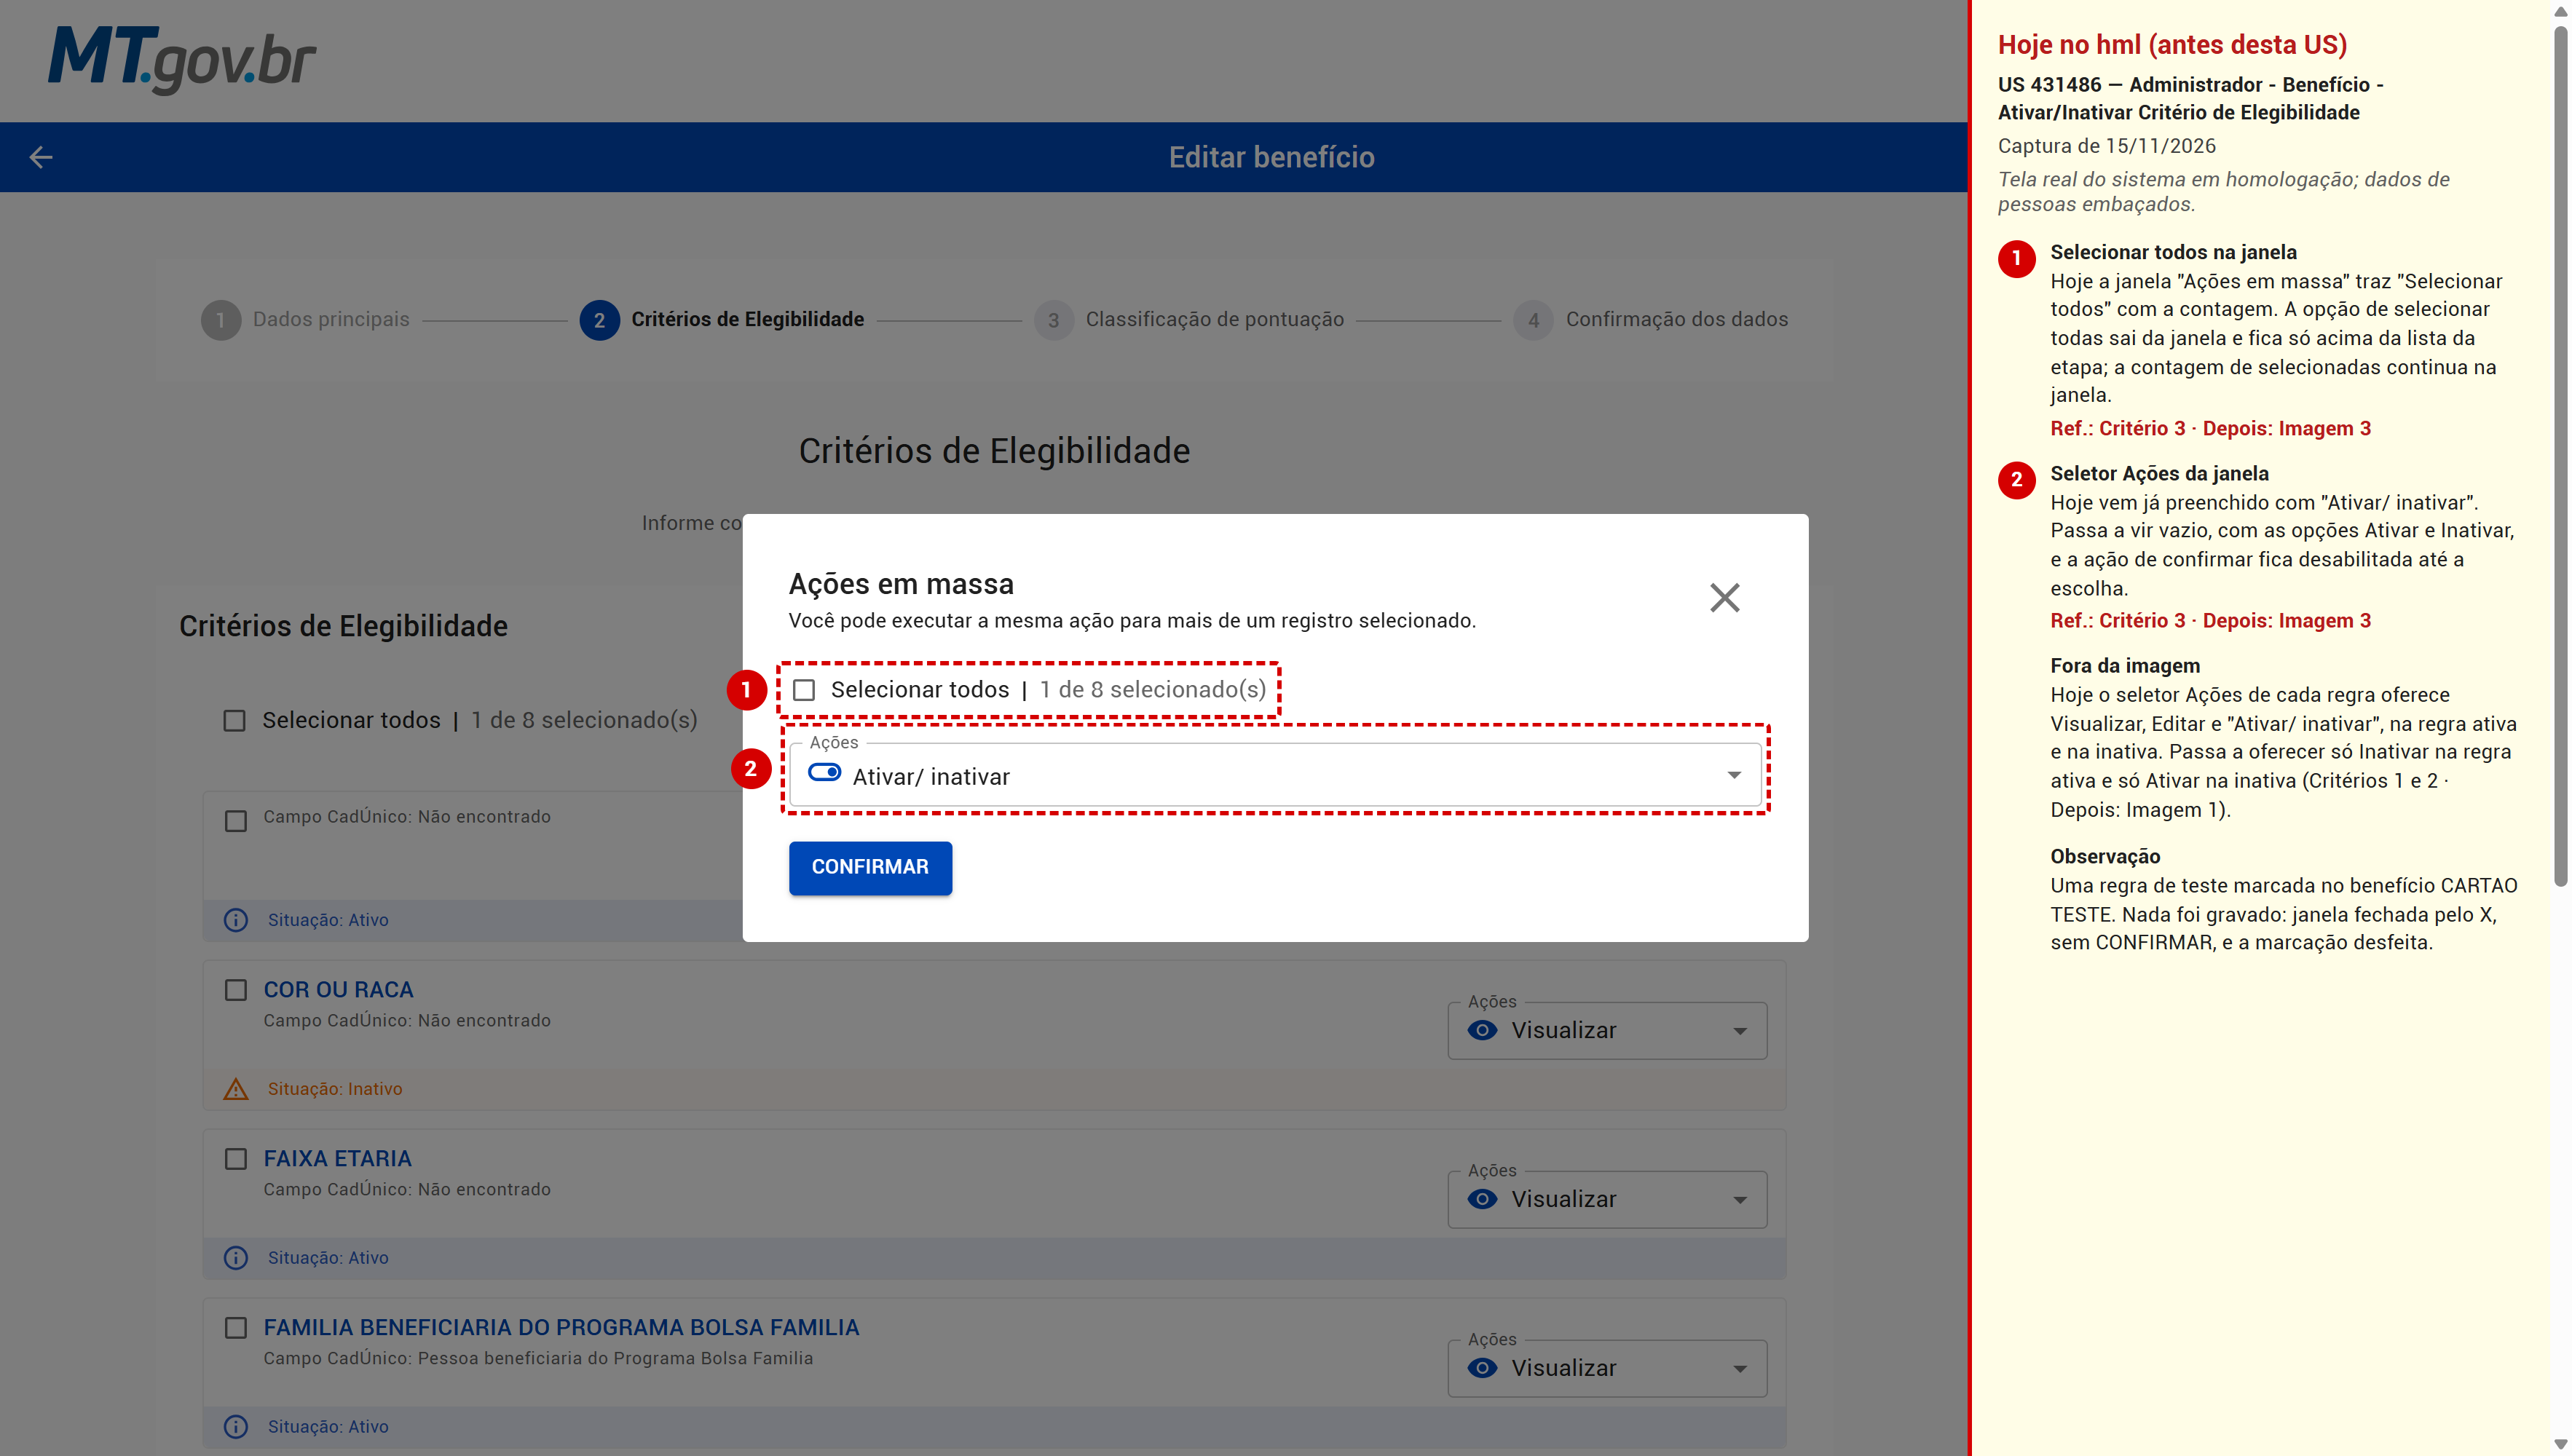 MT.gov.br
Editar benefício
1 Dados principais
2 Critérios de Elegibilidade
3 Classificação de pontuação
4 Confirmação dos dados
Critérios de Elegibilidade
Informe co
Critérios de Elegibilidade
Selecionar todos | 1 de 8 selecionado(s)
Campo CadÚnico: Não encontrado
Situação: Ativo
COR OU RACA
Campo CadÚnico: Não encontrado
Ações
Visualizar
Situação: Inativo
FAIXA ETARIA
Campo CadÚnico: Não encontrado
Ações
Visualizar
Situação: Ativo
FAMILIA BENEFICIARIA DO PROGRAMA BOLSA FAMILIA
Campo CadÚnico: Pessoa beneficiaria do Programa Bolsa Familia
Ações
Visualizar
Situação: Ativo
Ações em massa
Você pode executar a mesma ação para mais de um registro selecionado.
1
Selecionar todos | 1 de 8 selecionado(s)
2
Ações
Ativar/ inativar
CONFIRMAR
Hoje no hml (antes desta US)
US 431486 — Administrador - Benefício -
Ativar/Inativar Critério de Elegibilidade
Captura de 15/11/2026
Tela real do sistema em homologação; dados de
pessoas embaçados.
1 Selecionar todos na janela
Hoje a janela "Ações em massa" traz "Selecionar
todos" com a contagem. A opção de selecionar
todas sai da janela e fica só acima da lista da
etapa; a contagem de selecionadas continua na
janela.
Ref.: Critério 3 · Depois: Imagem 3
2 Seletor Ações da janela
Hoje vem já preenchido com "Ativar/ inativar".
Passa a vir vazio, com as opções Ativar e Inativar,
e a ação de confirmar fica desabilitada até a
escolha.
Ref.: Critério 3 · Depois: Imagem 3
Fora da imagem
Hoje o seletor Ações de cada regra oferece
Visualizar, Editar e "Ativar/ inativar", na regra ativa
e na inativa. Passa a oferecer só Inativar na regra
ativa e só Ativar na inativa (Critérios 1 e 2 ·
Depois: Imagem 1).
Observação
Uma regra de teste marcada no benefício CARTAO
TESTE. Nada foi gravado: janela fechada pelo X,
sem CONFIRMAR, e a marcação desfeita.